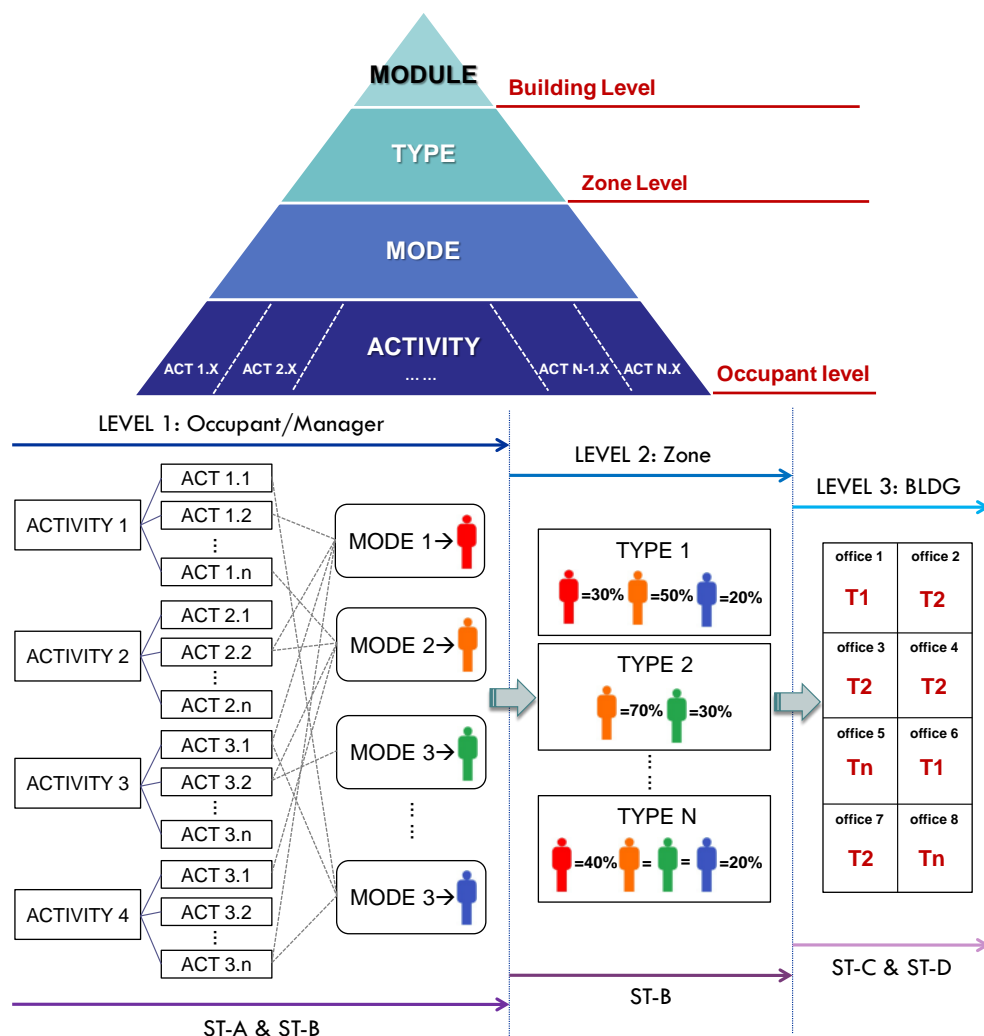 MODULE
Building Level
TYPE
Zone Level
MODE
ACTIVITY
ACT 1.X
ACT 2.X
... ...
ACT N-1.X
ACT N.X
Occupant level
LEVEL 1: Occupant/Manager
LEVEL 2: Zone
LEVEL 3: BLDG
ACTIVITY 1
ACT 1.1
ACT 1.2
ACT 1.n
ACTIVITY 2
ACT 2.1
ACT 2.2
ACT 2.n
ACTIVITY 3
ACT 3.1
ACT 3.2
ACT 3.n
ACTIVITY 4
ACT 3.1
ACT 3.2
ACT 3.n
MODE 1→
MODE 2→
MODE 3→
MODE 3→
TYPE 1
=30% =50% =20%
TYPE 2
=70% =30%
TYPE N
=40% = = =20%
office 1 office 2
T1 T2
office 3 office 4
T2 T2
office 5 office 6
Tn T1
office 7 office 8
T2 Tn
ST-A & ST-B
ST-B
ST-C & ST-D